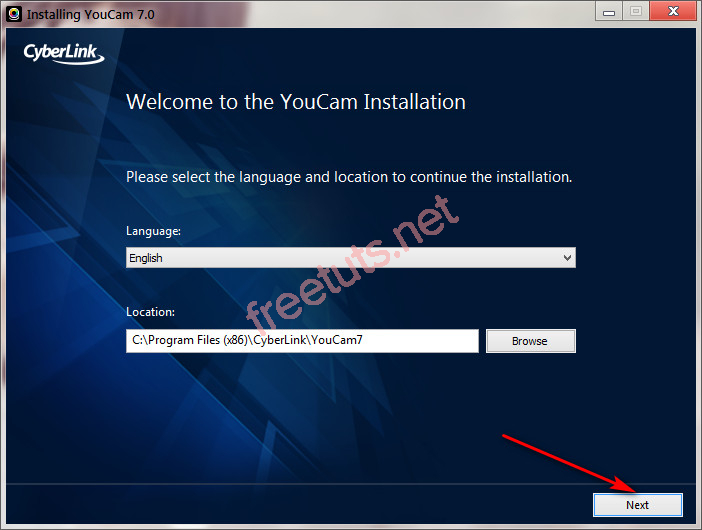 Installing YouCam 7.0
CyberLink
Welcome to the YouCam Installation
Please select the language and location to continue the installation.
Language:
English
freetuts.net
Location:
C:\Program Files (x86)\CyberLink\YouCam7
Browse
Next